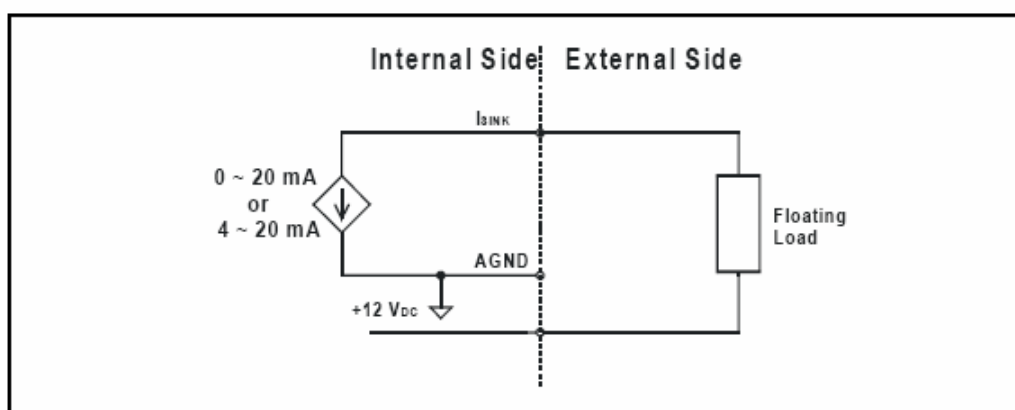 Internal Side External Side
ISINK
0 ~ 20 mA
or
4 ~ 20 mA
Floating
Load
AGND
+12 VDC